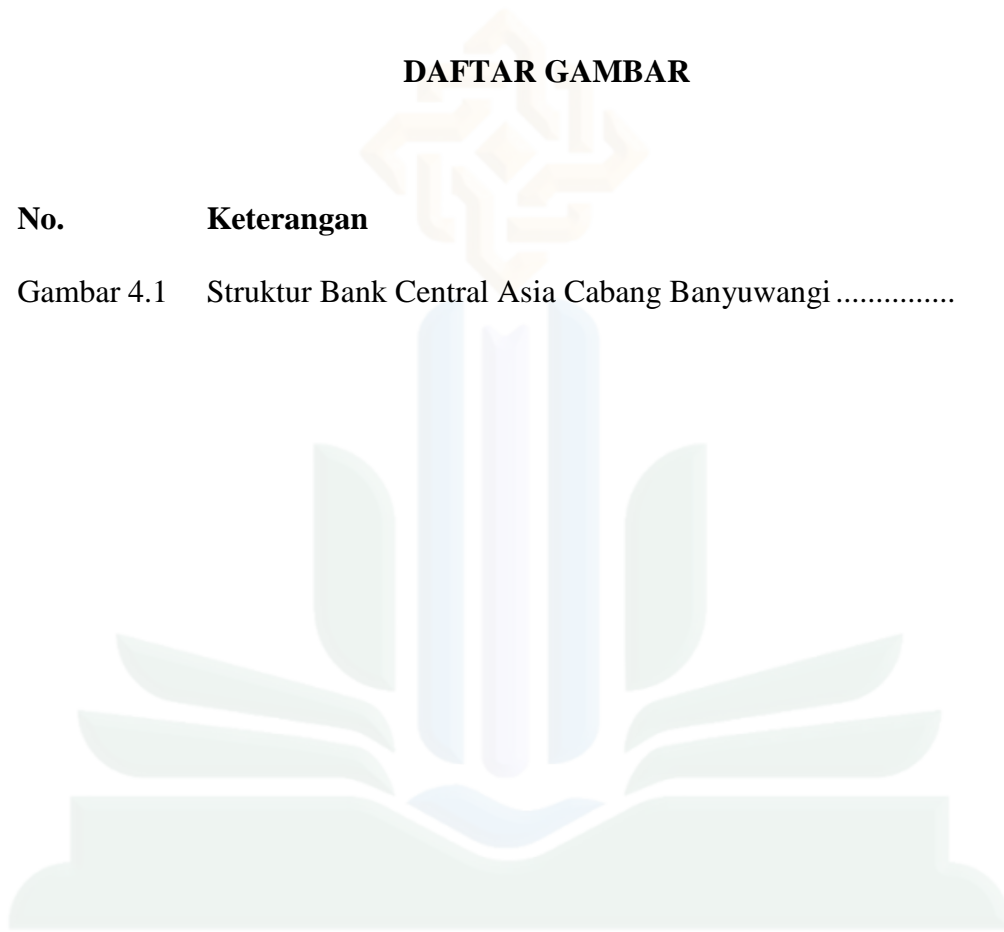 DAFTAR GAMBAR
No. Keterangan
Gambar 4.1 Struktur Bank Central Asia Cabang Banyuwangi ...............